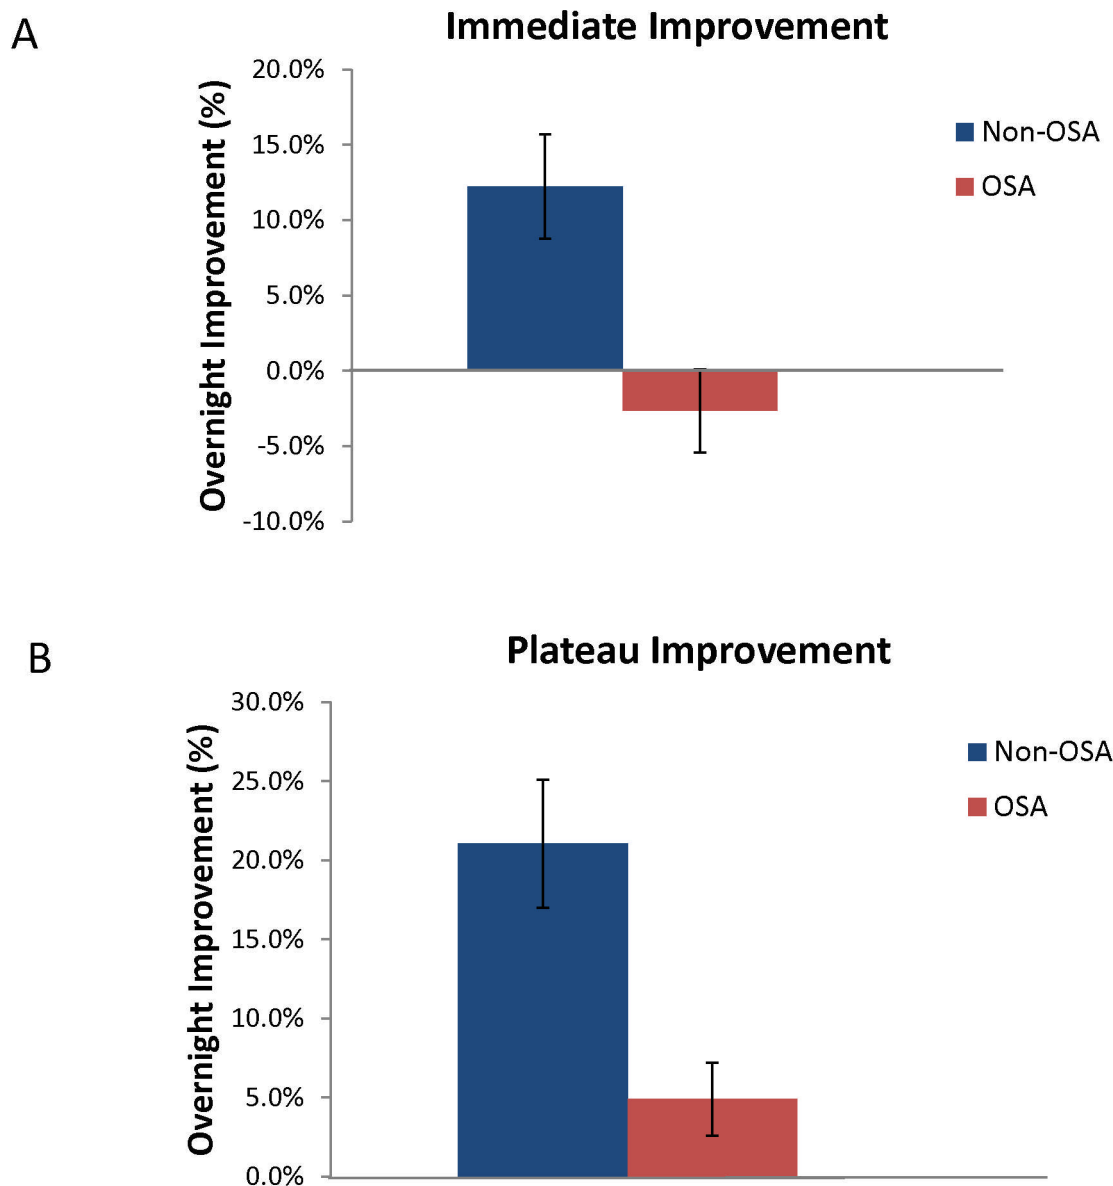 A
Immediate Improvement
Overnight Improvement (%)
20.0%
15.0%
10.0%
5.0%
0.0%
-5.0%
-10.0%
Non-OSA
OSA
B
Plateau Improvement
Overnight Improvement (%)
30.0%
25.0%
20.0%
15.0%
10.0%
5.0%
0.0%
Non-OSA
OSA